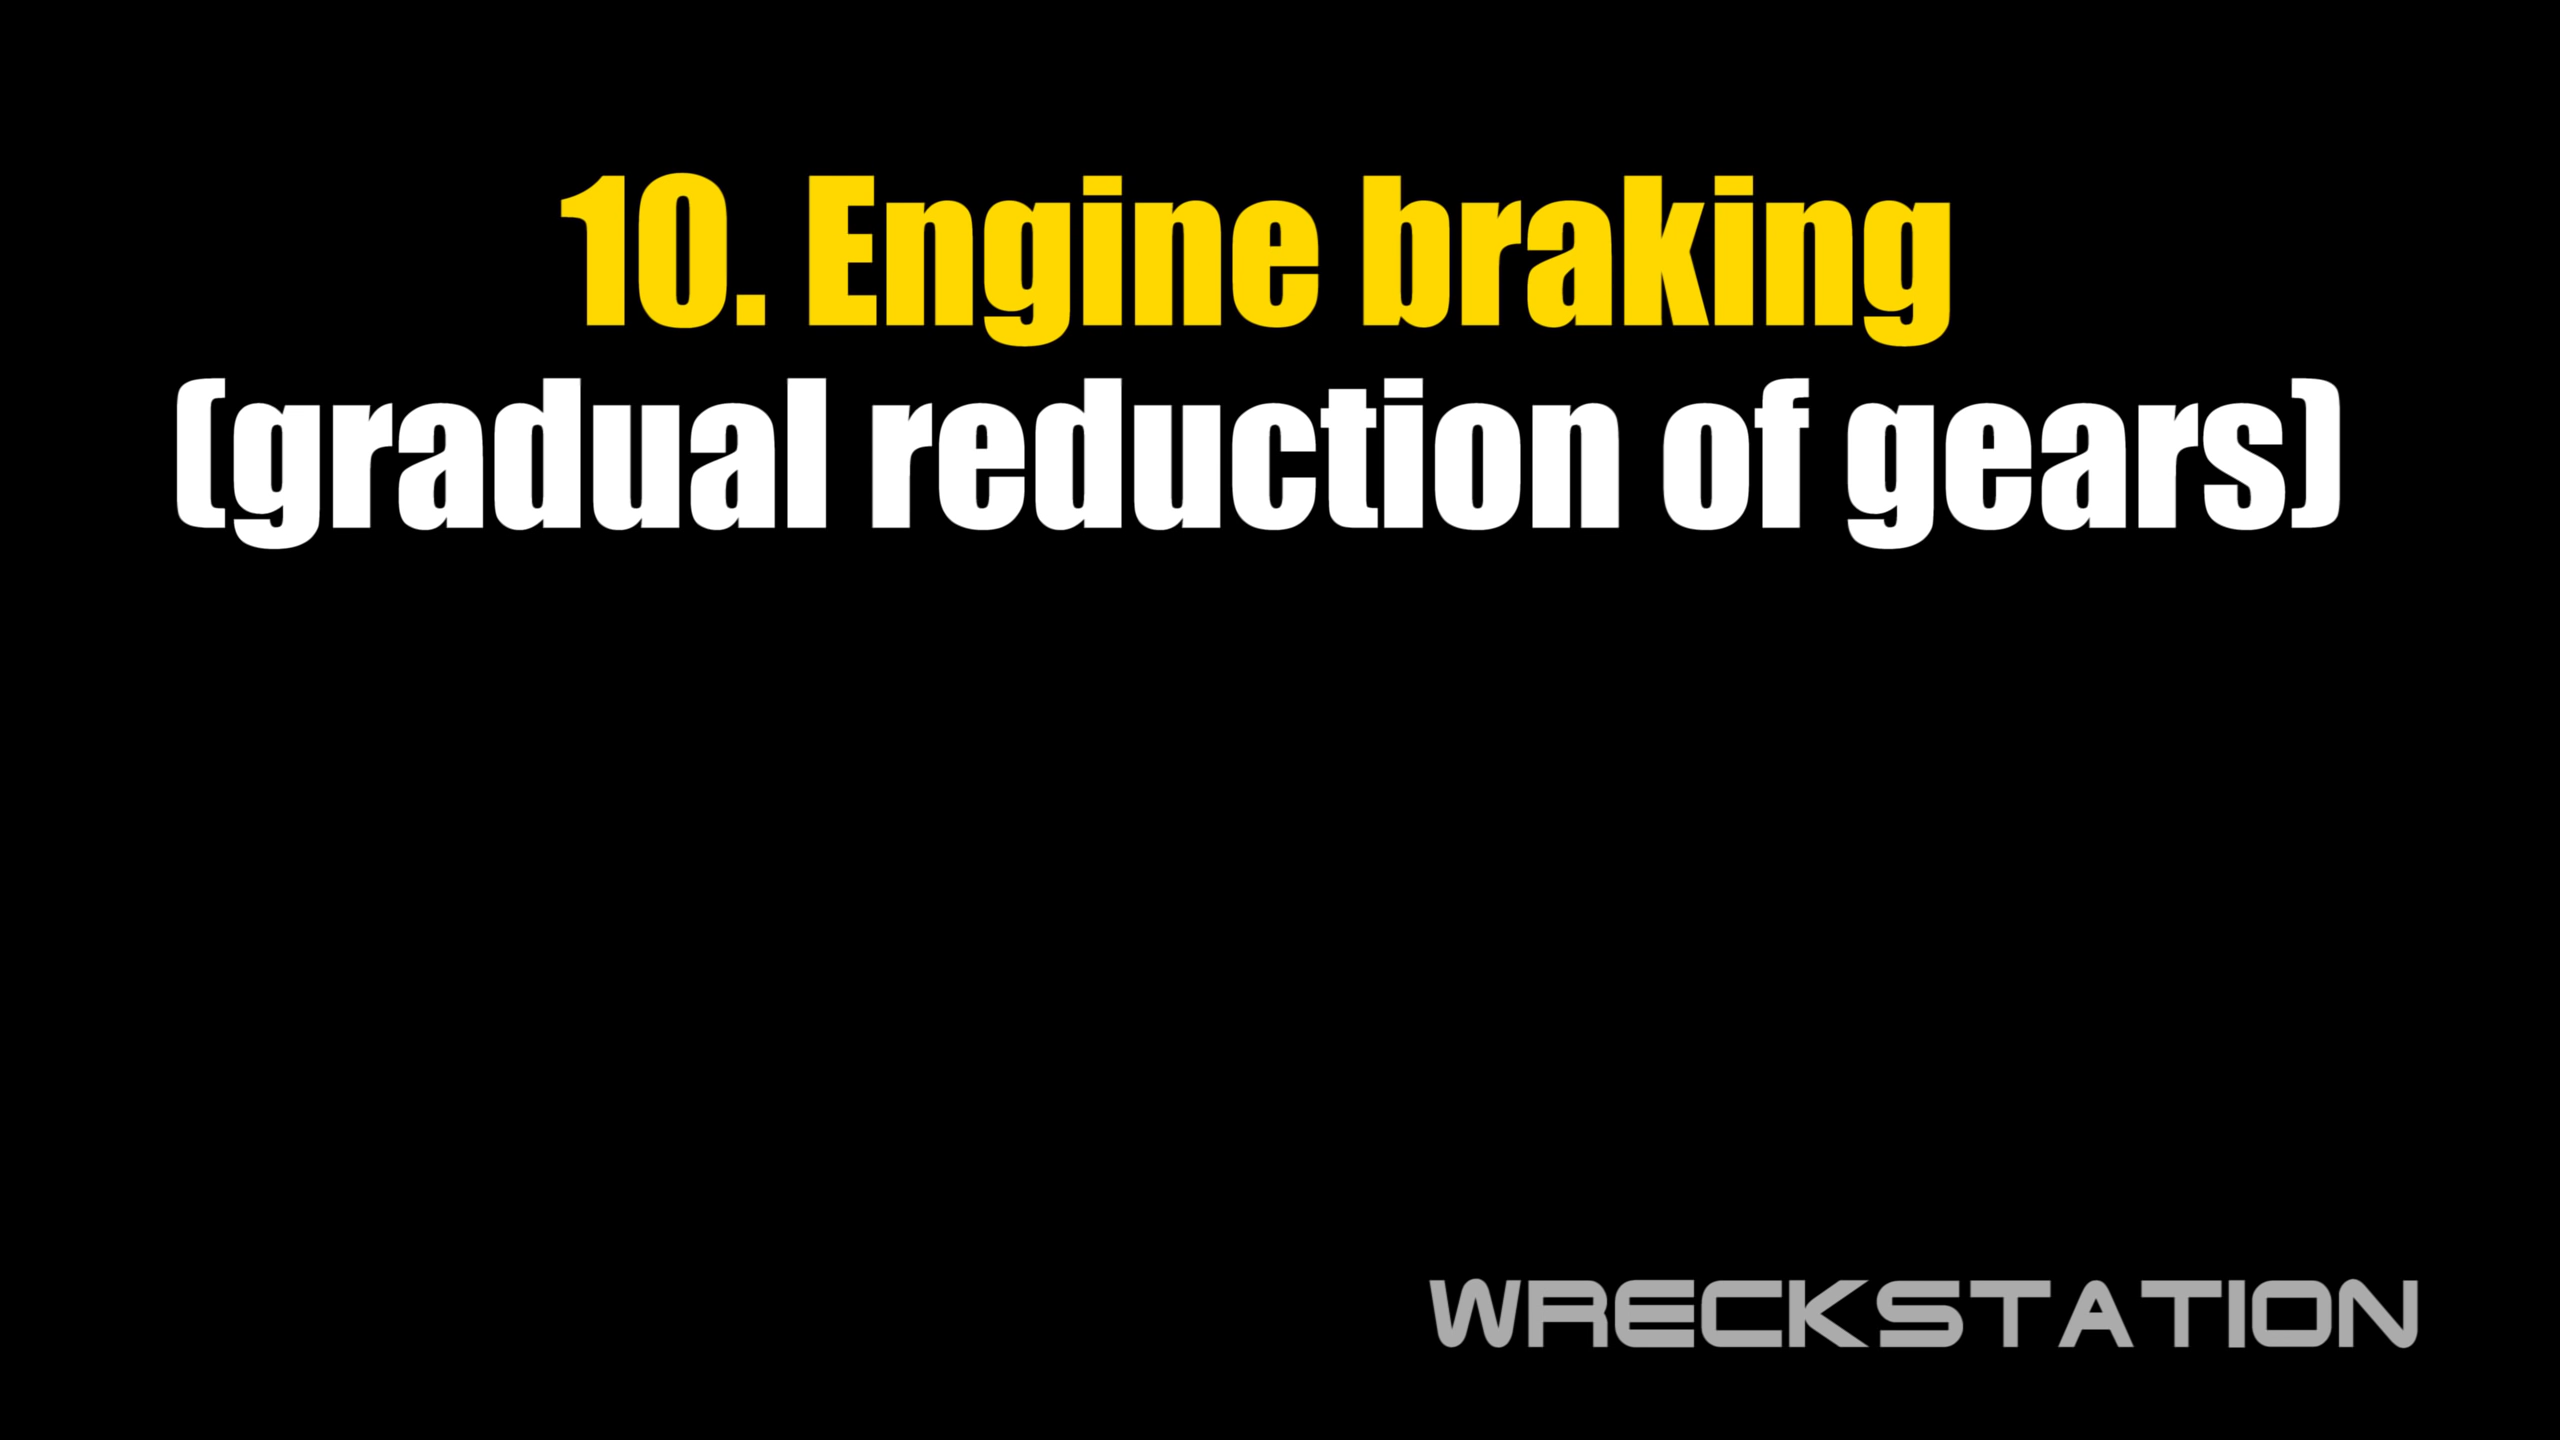 10. Engine braking
(gradual reduction of gears)
WRECKSTATION